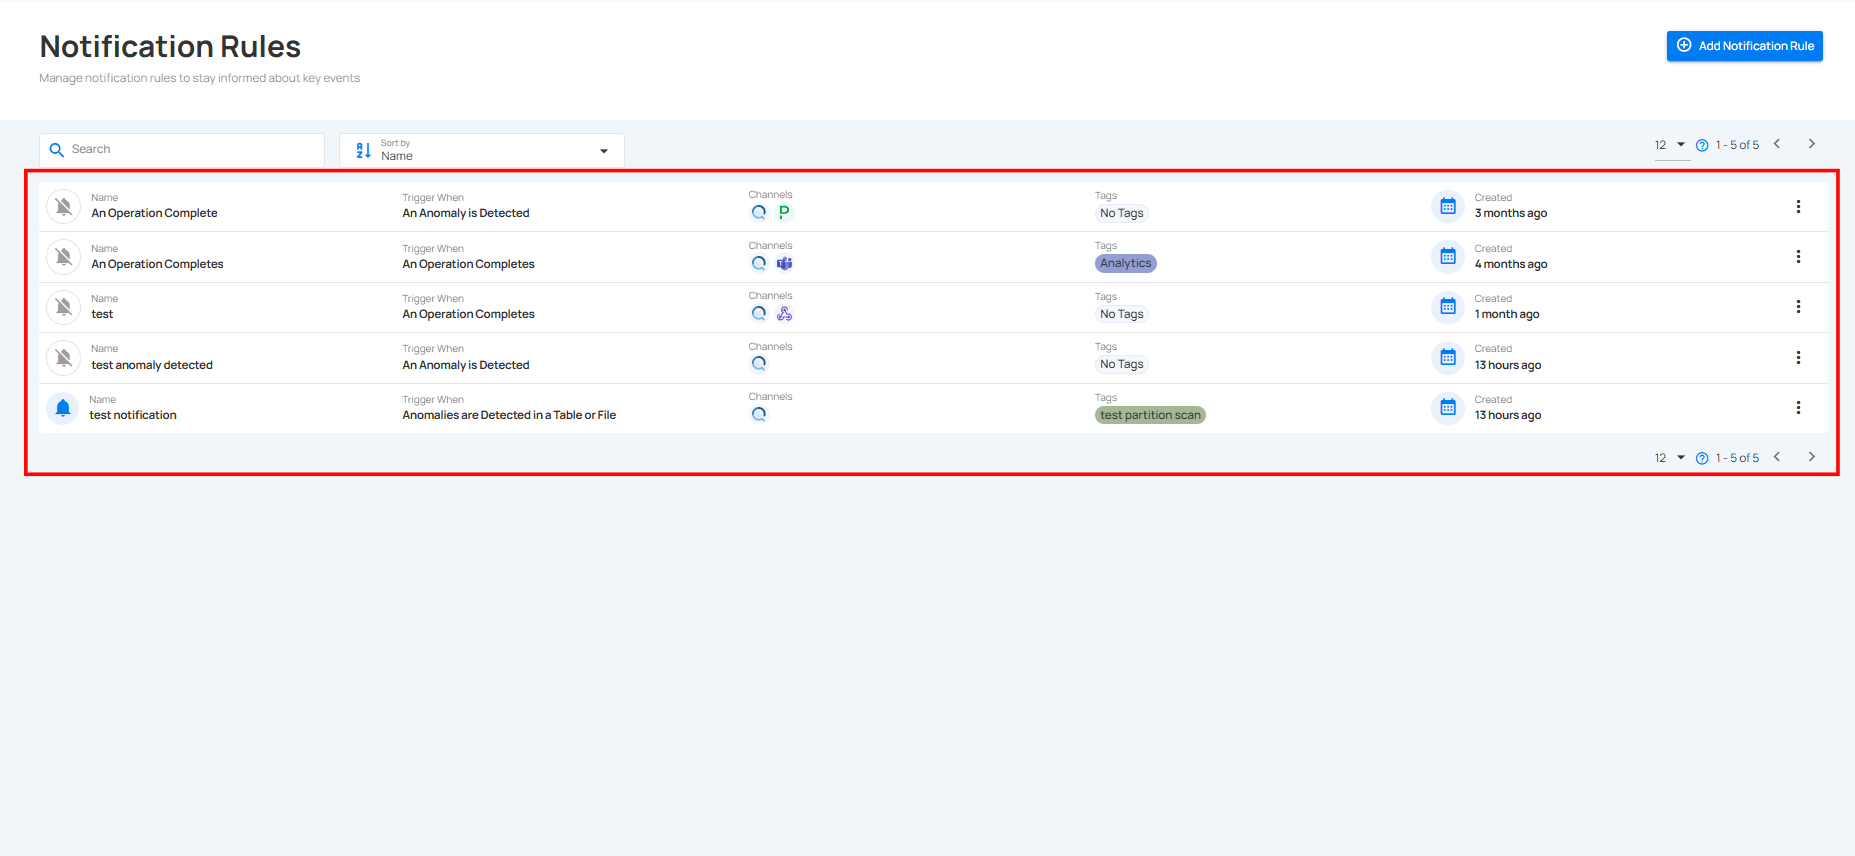 Notification Rules
Manage notification rules to stay informed about key events
Add Notification Rule
Search
Sort by
Name
12 1 - 5 of 5
Name Trigger When Channels Tags Created
An Operation Complete An Anomaly is Detected No Tags 3 months ago
Name Trigger When Channels Tags Created
An Operation Completes An Operation Completes Analytics 4 months ago
Name Trigger When Channels Tags Created
test An Operation Completes No Tags 1 month ago
Name Trigger When Channels Tags Created
test anomaly detected An Anomaly is Detected No Tags 13 hours ago
Name Trigger When Channels Tags Created
test notification Anomalies are Detected in a Table or File test partition scan 13 hours ago
12 1 - 5 of 5